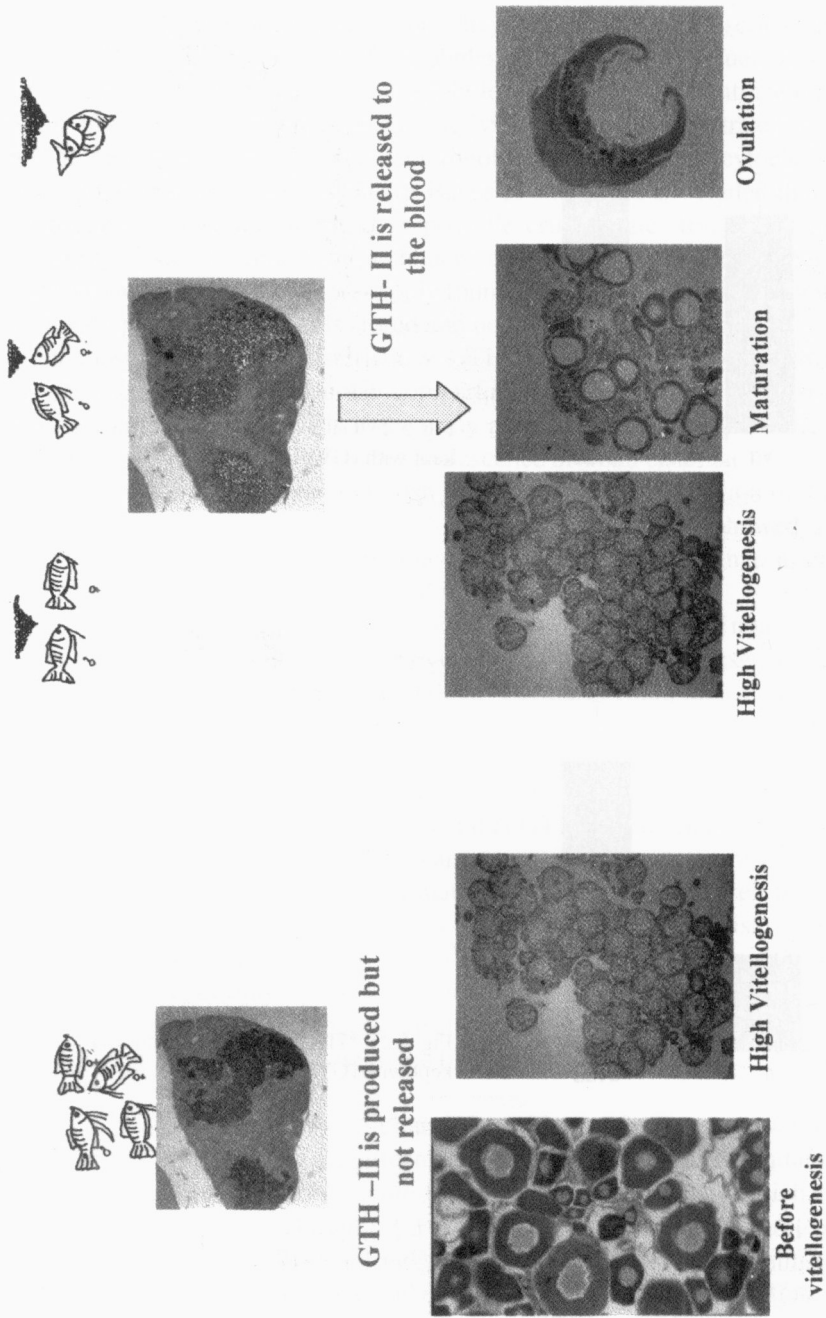 GTH –II is produced but
not released
GTH- II is released to
the blood
Before
vitellogenesis
High Vitellogenesis
High Vitellogenesis
Maturation
Ovulation